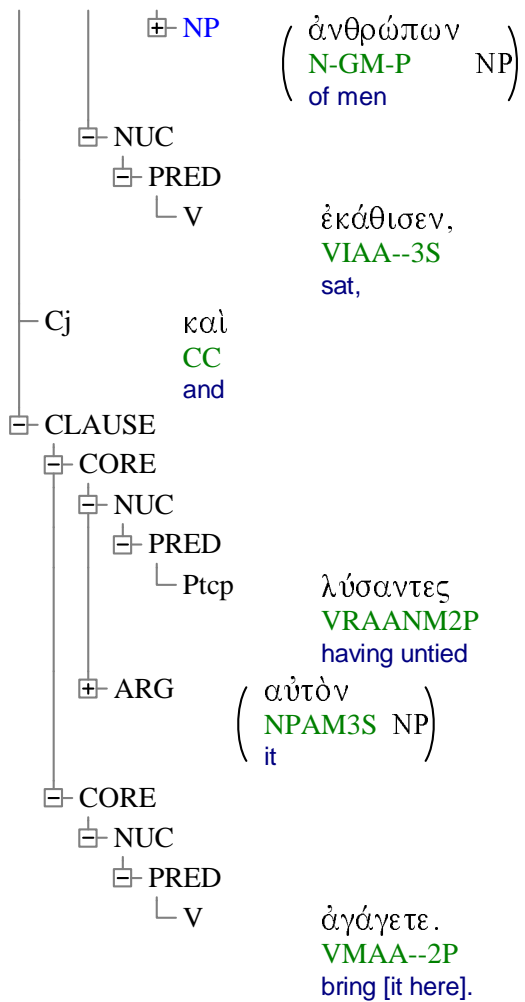 NP ἀνθρώπων
N-GM-P NP
of men
NUC
PRED
V ἐκάθισεν,
VIAA--3S
sat,
Cj καὶ
CC
and
CLAUSE
CORE
NUC
PRED
Ptcp λύσαντες
VRAANM2P
having untied
ARG αὐτὸν
NPAM3S NP
it
CORE
NUC
PRED
V ἀγάγετε.
VMAA--2P
bring [it here].